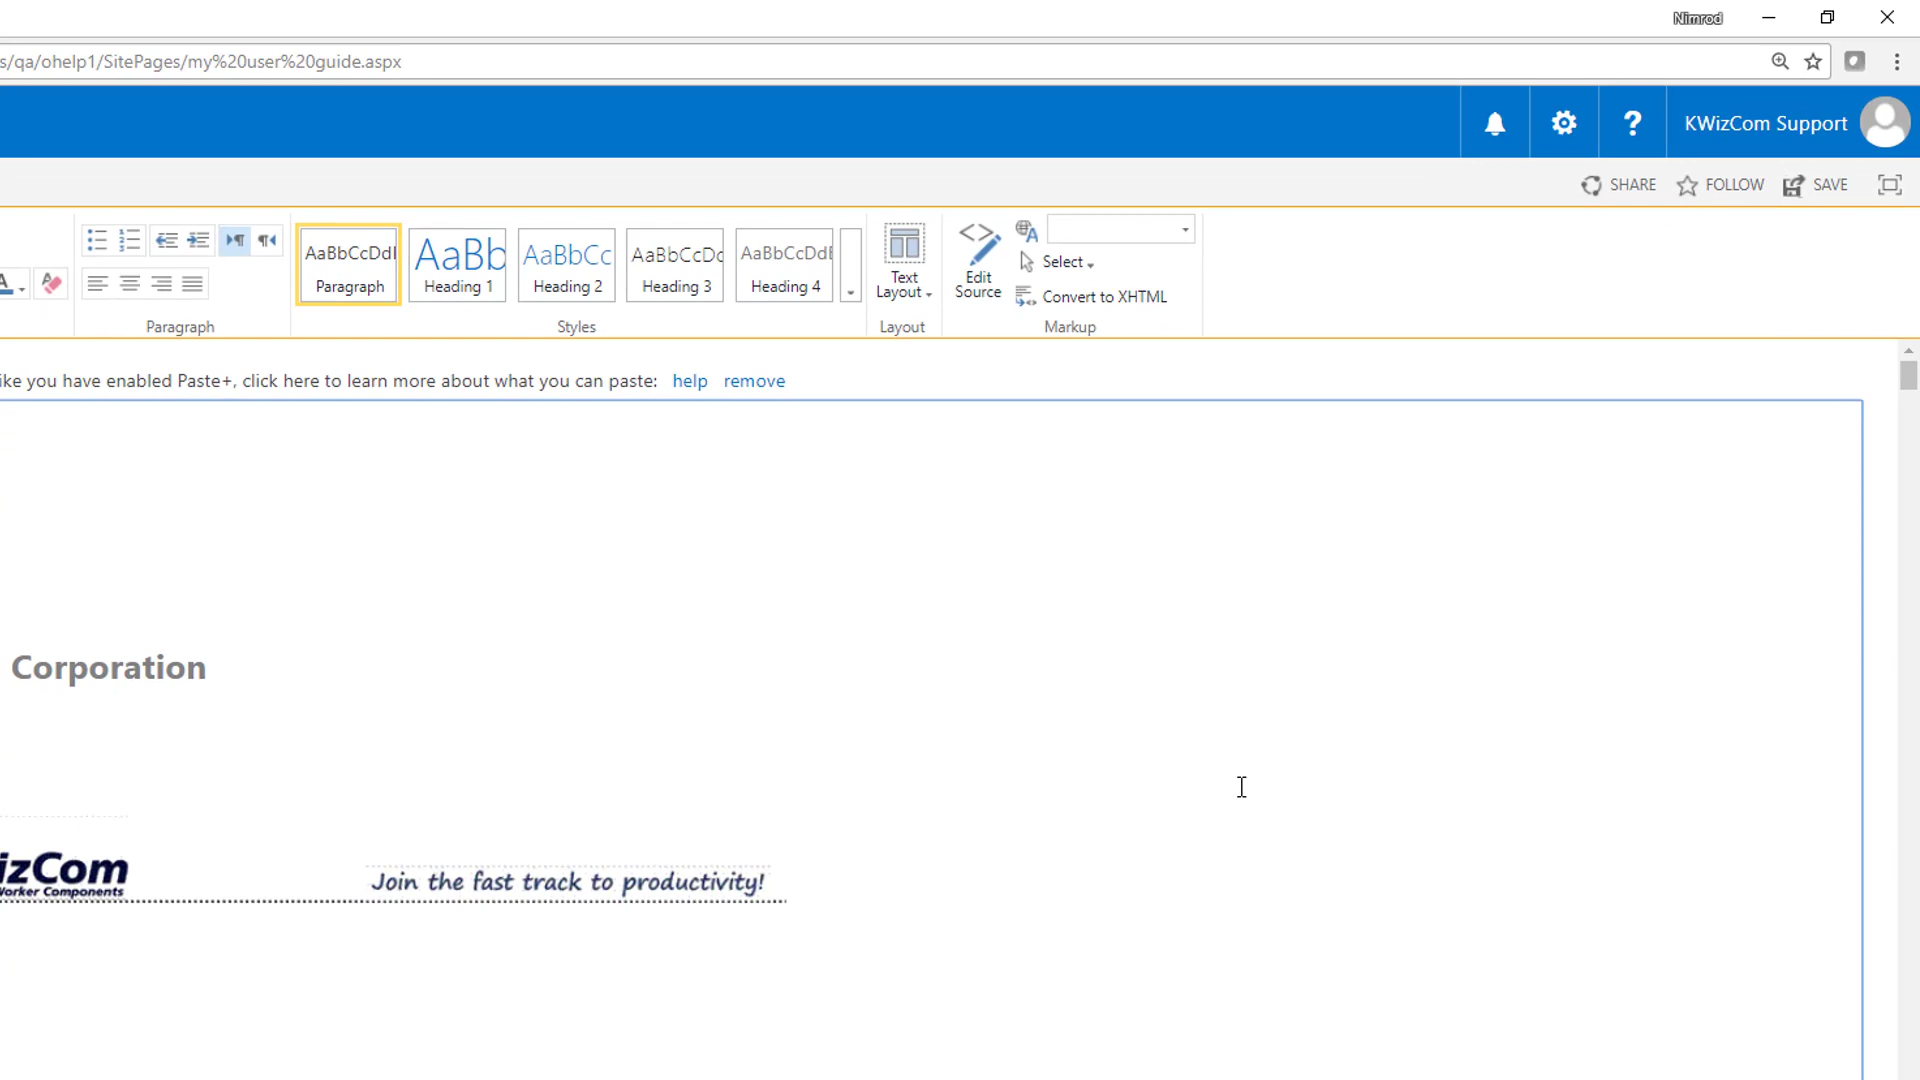 Nimrod
s/qa/ohelp1/SitePages/my%20user%20guide.aspx
KWizCom Support
SHARE FOLLOW SAVE
AaBbCcDdI AaBb AaBbCc AaBbCcDc AaBbCcDdE
Paragraph Heading 1 Heading 2 Heading 3 Heading 4
Text Layout
Edit Source
Select
Convert to XHTML
Paragraph Styles Layout Markup
ike you have enabled Paste+, click here to learn more about what you can paste: help remove
Corporation
izCom
Worker Components
Join the fast track to productivity!